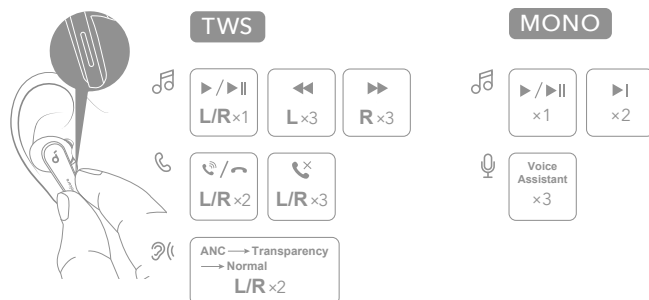 TWS
MONO
L/R×1
L×3
R×3
×1
×2
L/R×2
L/R×3
Voice
Assistant
×3
ANC → Transparency
→ Normal
L/R×2